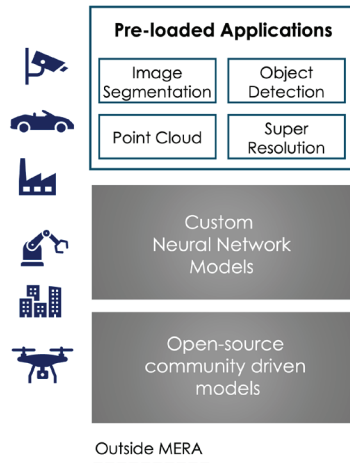 Pre-loaded Applications
Image
Segmentation
Object
Detection
Point Cloud
Super
Resolution
Custom
Neural Network
Models
Open-source
community driven
models
Outside MERA